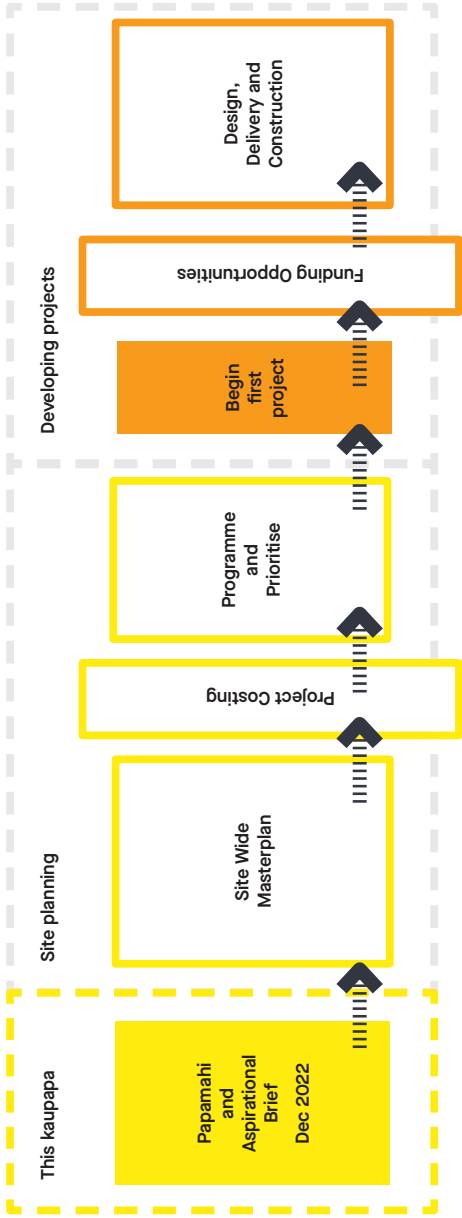 This kaupapa
Papamahi
and
Aspirational
Brief
Dec 2022
Site planning
Site Wide
Masterplan
Project Costing
Programme
and
Prioritise
Developing projects
Begin
first
project
Funding Opportunities
Design,
Delivery and
Construction